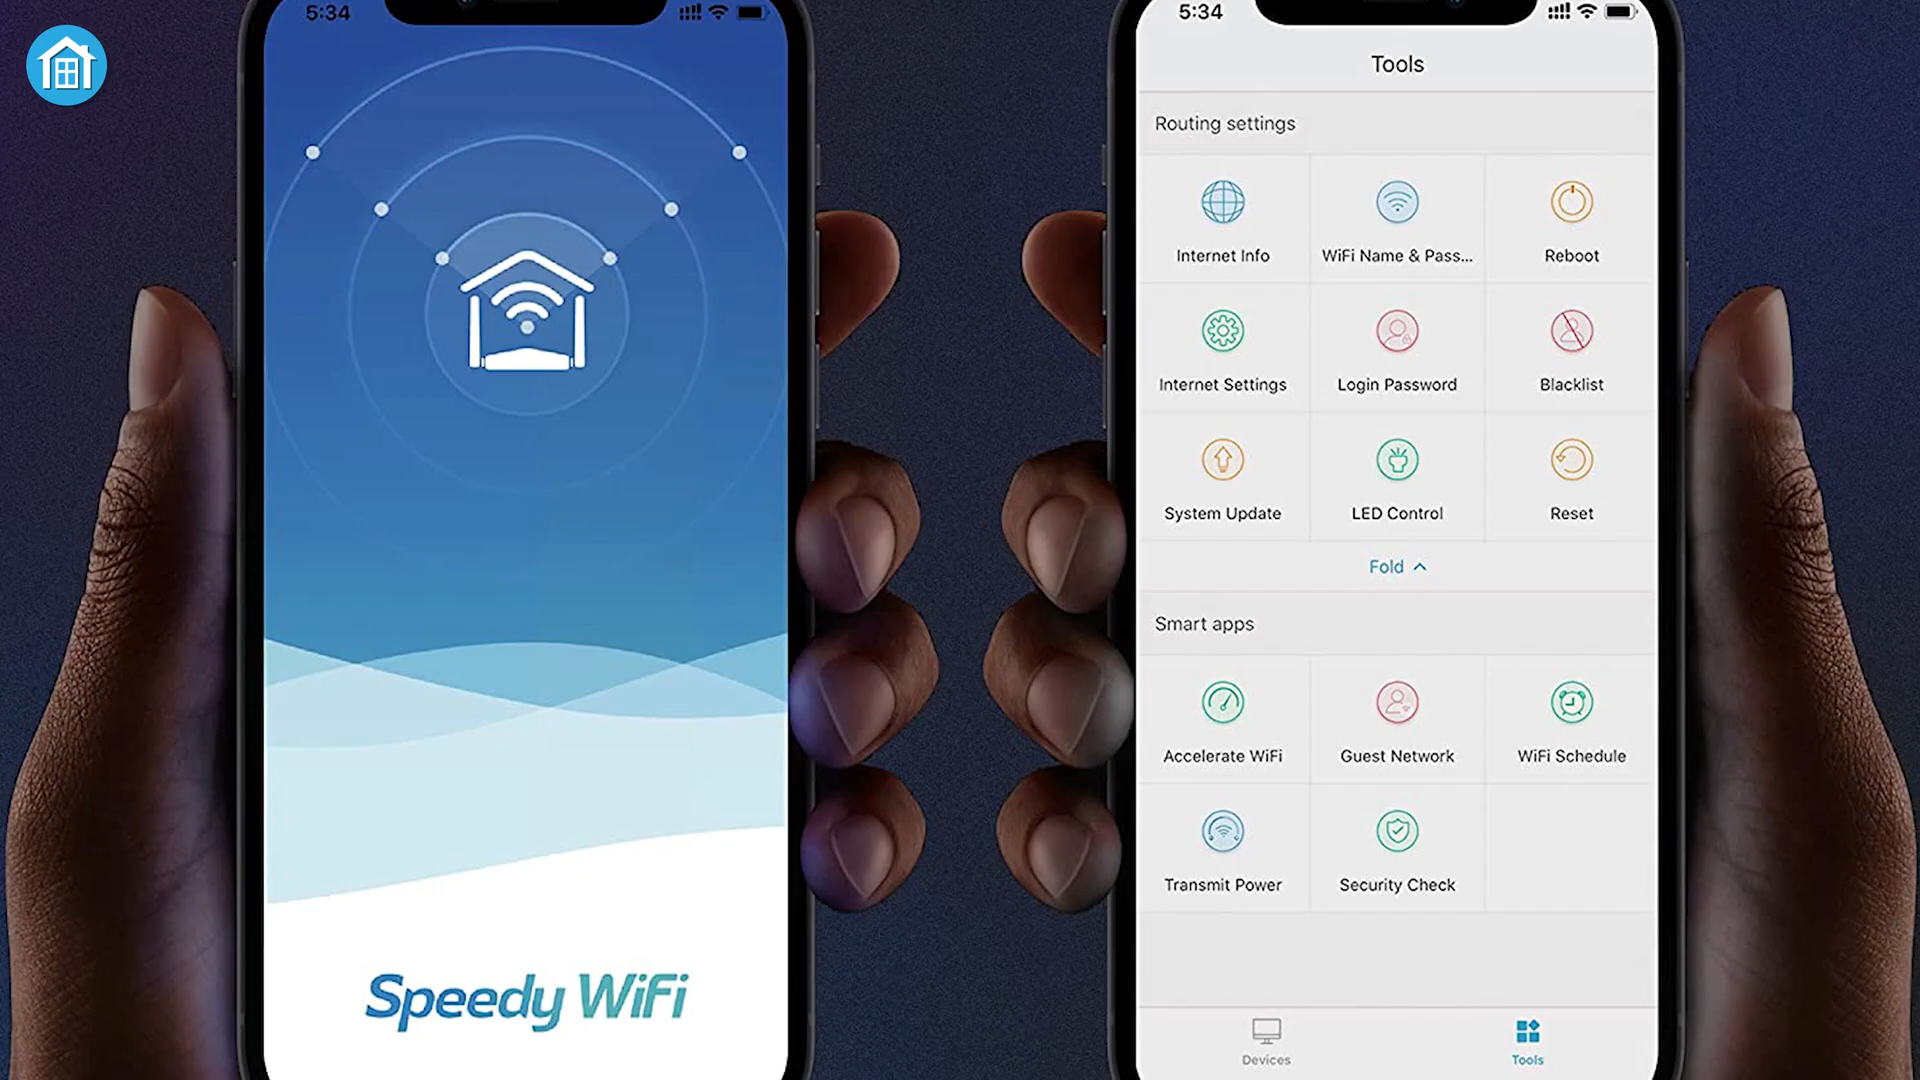 5:34
Speedy WiFi
5:34
Tools
Routing settings
Internet Info
WiFi Name & Pass...
Reboot
Internet Settings
Login Password
Blacklist
System Update
LED Control
Reset
Fold
Smart apps
Accelerate WiFi
Guest Network
WiFi Schedule
Transmit Power
Security Check
Devices
Tools